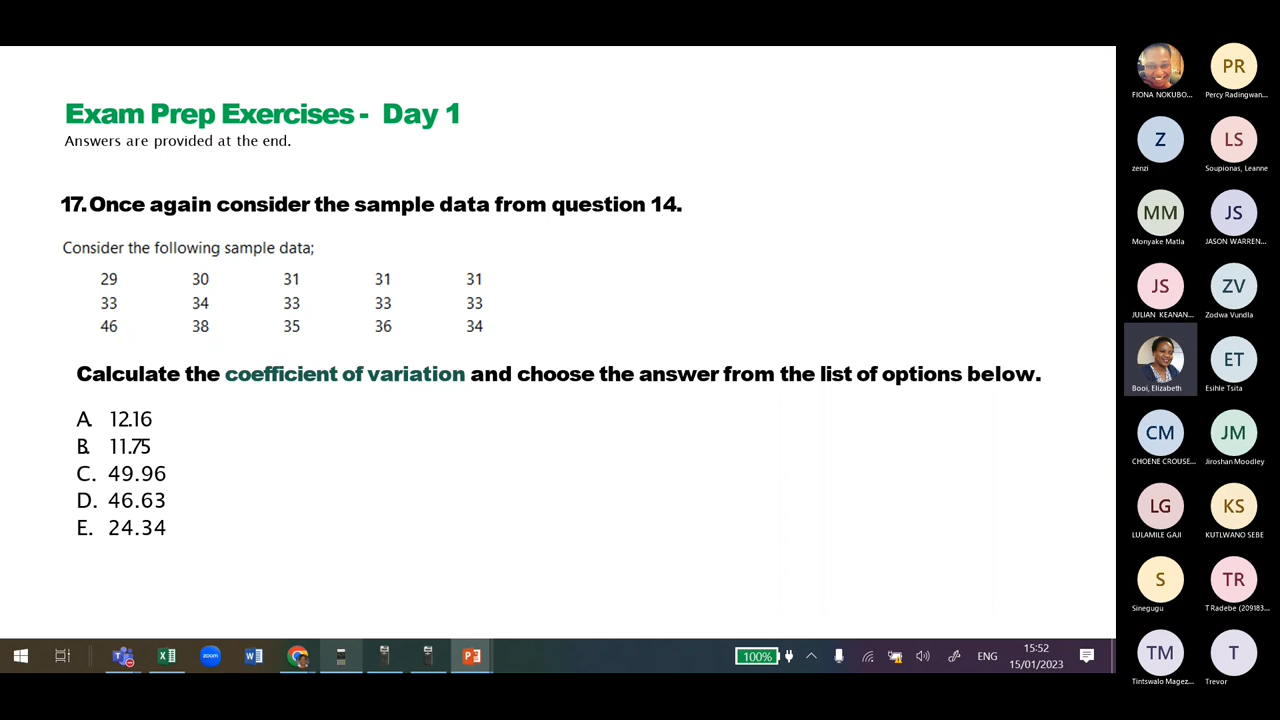 Exam Prep Exercises - Day 1
Answers are provided at the end.
17. Once again consider the sample data from question 14.
Consider the following sample data;
29 30 31 31 31
33 34 33 33 33
46 38 35 36 34
Calculate the coefficient of variation and choose the answer from the list of options below.
A. 12.16
B. 11.75
C. 49.96
D. 46.63
E. 24.34
FIONA NOKUBO...
PR
Percy Radingwan...
Z
zenzi
LS
Soupionas, Leanne
MM
Monyake Matla
JS
JASON WARREN...
JS
JULIAN KEANAN...
ZV
Zodwa Vundla
Booi, Elizabeth
ET
Esihle Tsita
CM
CHOENE CROUSE...
JM
Jiroshan Moodley
LG
LULAMILE GAJI
KS
KUTLWANO SEBE
S
Sinegugu
TR
T Radebe (209183...
TM
Tintswalo Magez...
T
Trevor
zoom
100%
ENG
15:52
15/01/2023